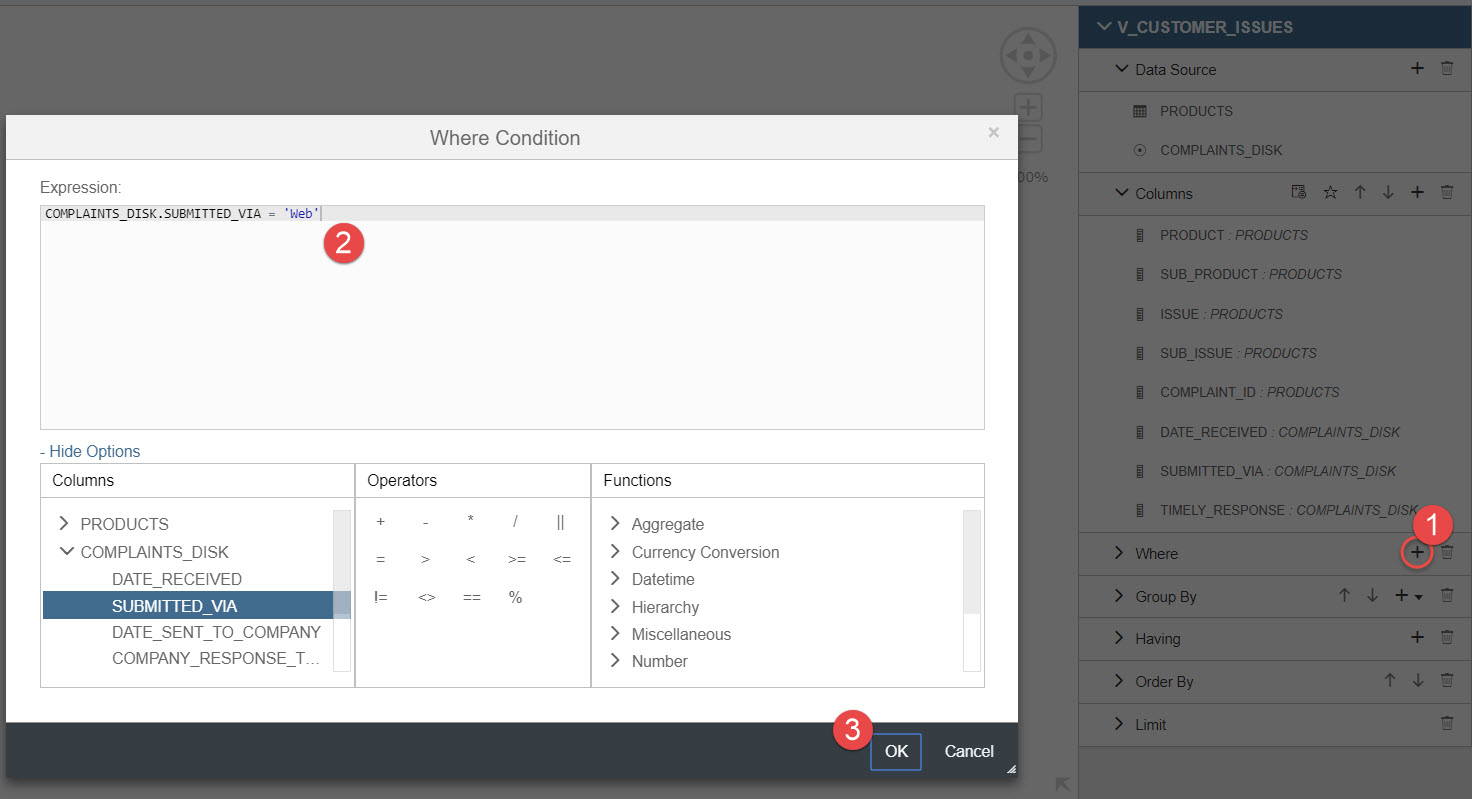 Where Condition
×
Expression:
COMPLAINTS_DISK.SUBMITTED_VIA = 'Web'
2
- Hide Options
Columns
PRODUCTS
COMPLAINTS_DISK
DATE_RECEIVED
SUBMITTED_VIA
DATE_SENT_TO_COMPANY
COMPANY_RESPONSE_T...
Operators
+ - * / ||
= > < >= <=
!= <> == %
Functions
Aggregate
Currency Conversion
Datetime
Hierarchy
Miscellaneous
Number
3
OK Cancel
00%
V_CUSTOMER_ISSUES
Data Source
PRODUCTS
COMPLAINTS_DISK
Columns
PRODUCT : PRODUCTS
SUB_PRODUCT : PRODUCTS
ISSUE : PRODUCTS
SUB_ISSUE : PRODUCTS
COMPLAINT_ID : PRODUCTS
DATE_RECEIVED : COMPLAINTS_DISK
SUBMITTED_VIA : COMPLAINTS_DISK
TIMELY_RESPONSE : COMPLAINTS_DISK
1
Where
Group By
Having
Order By
Limit